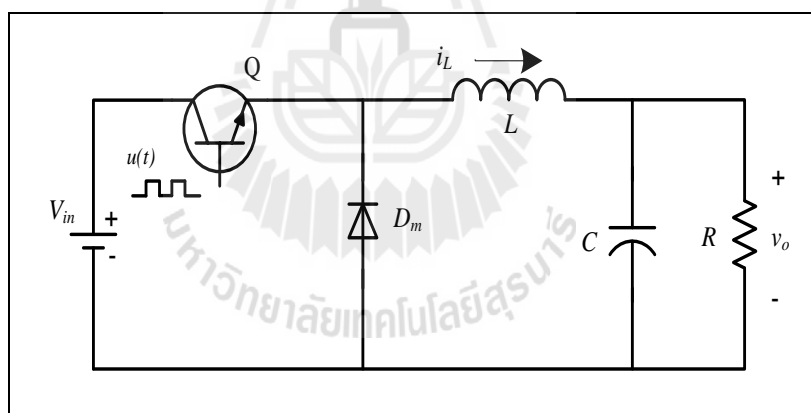 Q
i_L
L
u(t)
V_in
+
-
D_m
C
R
+
v_o
-
มหาวิทยาลัยเทคโนโลยีสุรนารี